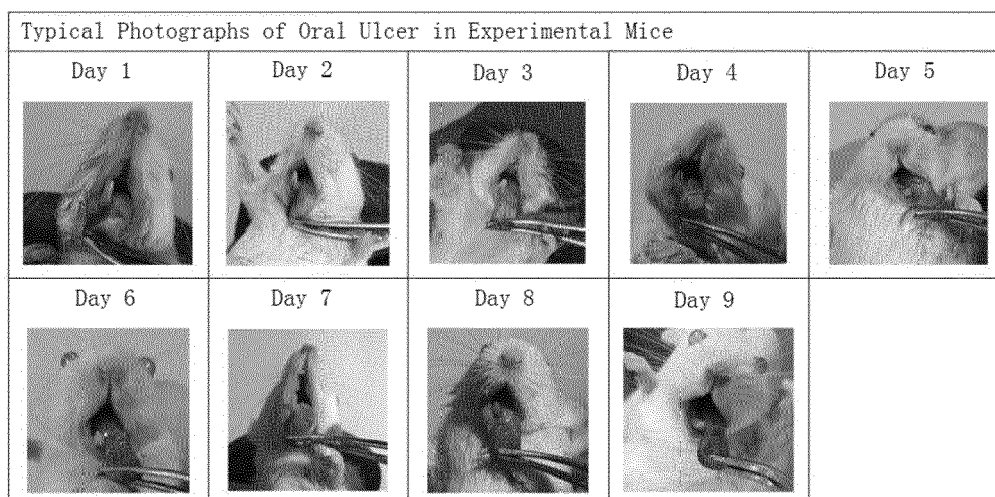 Typical Photographs of Oral Ulcer in Experimental Mice
Day 1
Day 2
Day 3
Day 4
Day 5
Day 6
Day 7
Day 8
Day 9